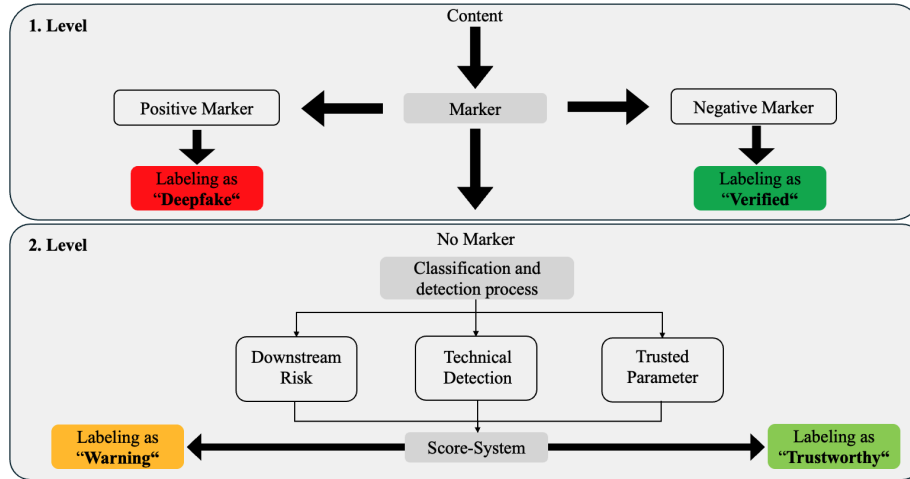 1. Level
Content
Positive Marker
Marker
Negative Marker
Labeling as
“Deepfake“
Labeling as
“Verified“
2. Level
No Marker
Classification and
detection process
Downstream
Risk
Technical
Detection
Trusted
Parameter
Labeling as
“Warning“
Score-System
Labeling as
“Trustworthy“